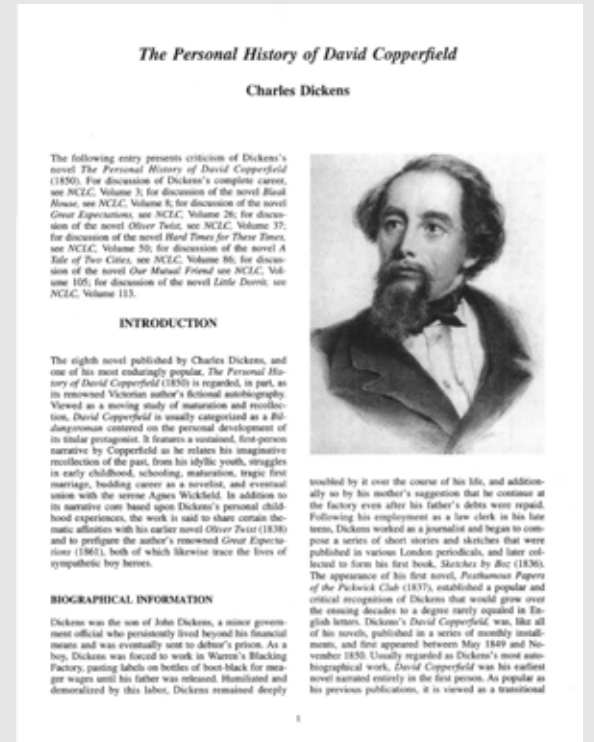 The Personal History of David Copperfield
Charles Dickens
The following entry presents criticism of Dickens's
novel The Personal History of David Copperfield
(1850). For discussion of Dickens's complete career,
see NCLC, Volume 3; for discussion of the novel Bleak
House, see NCLC, Volume 8; for discussion of the novel
Great Expectations, see NCLC, Volume 26; for discus-
sion of the novel Oliver Twist, see NCLC, Volume 37;
for discussion of the novel Hard Times for These Times,
see NCLC, Volume 50; for discussion of the novel A
Tale of Two Cities, see NCLC, Volume 86; for discus-
sion of the novel Our Mutual Friend see NCLC, Vol-
ume 105; for discussion of the novel Little Dorrit, see
NCLC, Volume 113.
INTRODUCTION
The eighth novel published by Charles Dickens, and
one of his most enduringly popular, The Personal His-
tory of David Copperfield (1850) is regarded, in part, as
its renowned Victorian author's fictional autobiography.
Viewed as a moving study of maturation and recollec-
tion, David Copperfield is usually categorized as a Bil-
dungsroman centered on the personal development of
its titular protagonist. It features a sustained, first-person
narrative by Copperfield as he relates his imaginative
recollection of the past, from his idyllic youth, struggles
in early childhood, schooling, maturation, tragic first
marriage, budding career as a novelist, and eventual
union with the serene Agnes Wickfield. In addition to
its narrative core based upon Dickens's personal child-
hood experiences, the work is said to share certain the-
matic affinities with his earlier novel Oliver Twist (1838)
and to prefigure the author's renowned Great Expecta-
tions (1861), both of which likewise trace the lives of
sympathetic boy heroes.
BIOGRAPHICAL INFORMATION
Dickens was the son of John Dickens, a minor govern-
ment official who persistently lived beyond his financial
means and was eventually sent to debtor's prison. As a
boy, Dickens was forced to work in Warren's Blacking
Factory, pasting labels on bottles of boot-black for mea-
ger wages until his father was released. Humiliated and
demoralized by this labor, Dickens remained deeply
troubled by it over the course of his life, and addition-
ally so by his mother's suggestion that he continue at
the factory even after his father's debts were repaid.
Following his employment as a law clerk in his late
teens, Dickens worked as a journalist and began to com-
pose a series of short stories and sketches that were
published in various London periodicals, and later col-
lected to form his first book, Sketches by Boz (1836).
The appearance of his first novel, Posthumous Papers
of the Pickwick Club (1837), established a popular and
critical recognition of Dickens that would grow over
the ensuing decades to a degree rarely equaled in En-
glish letters. Dickens's David Copperfield, was, like all
of his novels, published in a series of monthly install-
ments, and first appeared between May 1849 and No-
vember 1850. Usually regarded as Dickens's most auto-
biographical work, David Copperfield was his earliest
novel narrated entirely in the first person. As popular as
his previous publications, it is viewed as a transitional
1